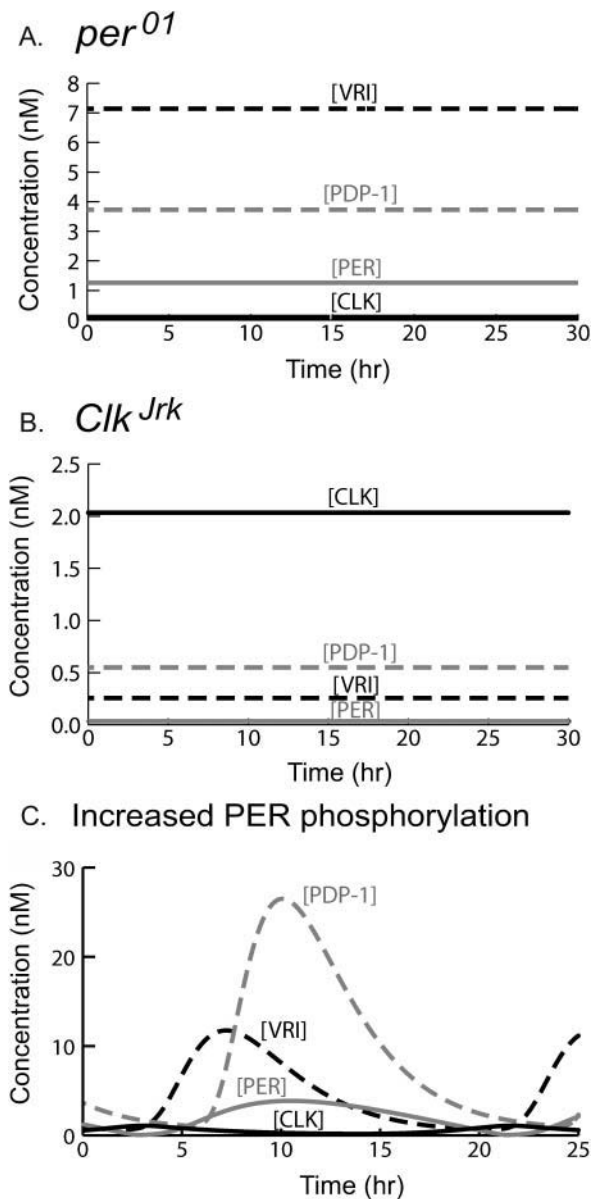 A. per01
Concentration (nM)
8
7
6
5
4
3
2
1
0
[VRI]
[PDP-1]
[PER]
[CLK]
0 5 10 15 20 25 30
Time (hr)
B. ClkJrk
Concentration (nM)
2.5
2.0
1.5
1.0
0.5
0.0
[CLK]
[PDP-1]
[VRI]
[PER]
0 5 10 15 20 25 30
Time (hr)
C. Increased PER phosphorylation
Concentration (nM)
30
20
10
0
[PDP-1]
[VRI]
[PER]
[CLK]
0 5 10 15 20 25
Time (hr)